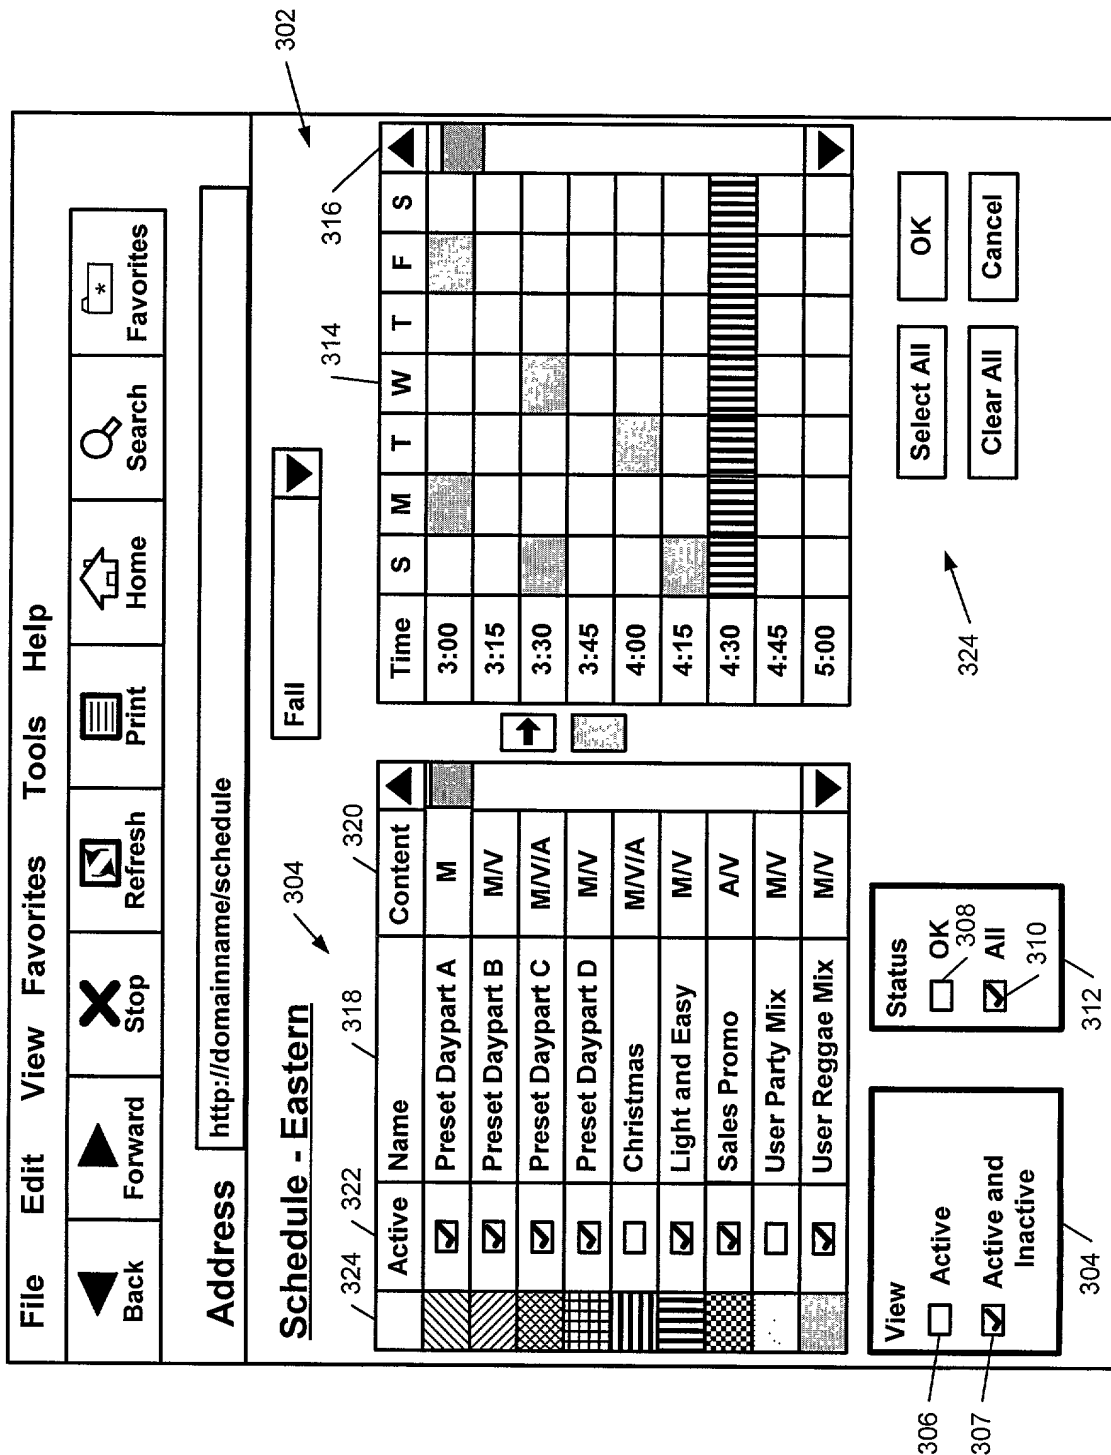 File Edit View Favorites Tools Help
Back Forward Stop Refresh Print Home Search Favorites
*
Address http://domainname/schedule
302
Schedule - Eastern
304
Fall
324 322 318 320 314 316
Active Name Content
Preset Daypart A M
Preset Daypart B M/V
Preset Daypart C M/V/A
Preset Daypart D M/V
Christmas M/V/A
Light and Easy M/V
Sales Promo A/V
User Party Mix M/V
User Reggae Mix M/V
Time S M T W T F S
3:00
3:15
3:30
3:45
4:00
4:15
4:30
4:45
5:00
View
306 Active
307 Active and
Inactive
304
Status
OK
308
All
310
312
324
Select All OK
Clear All Cancel